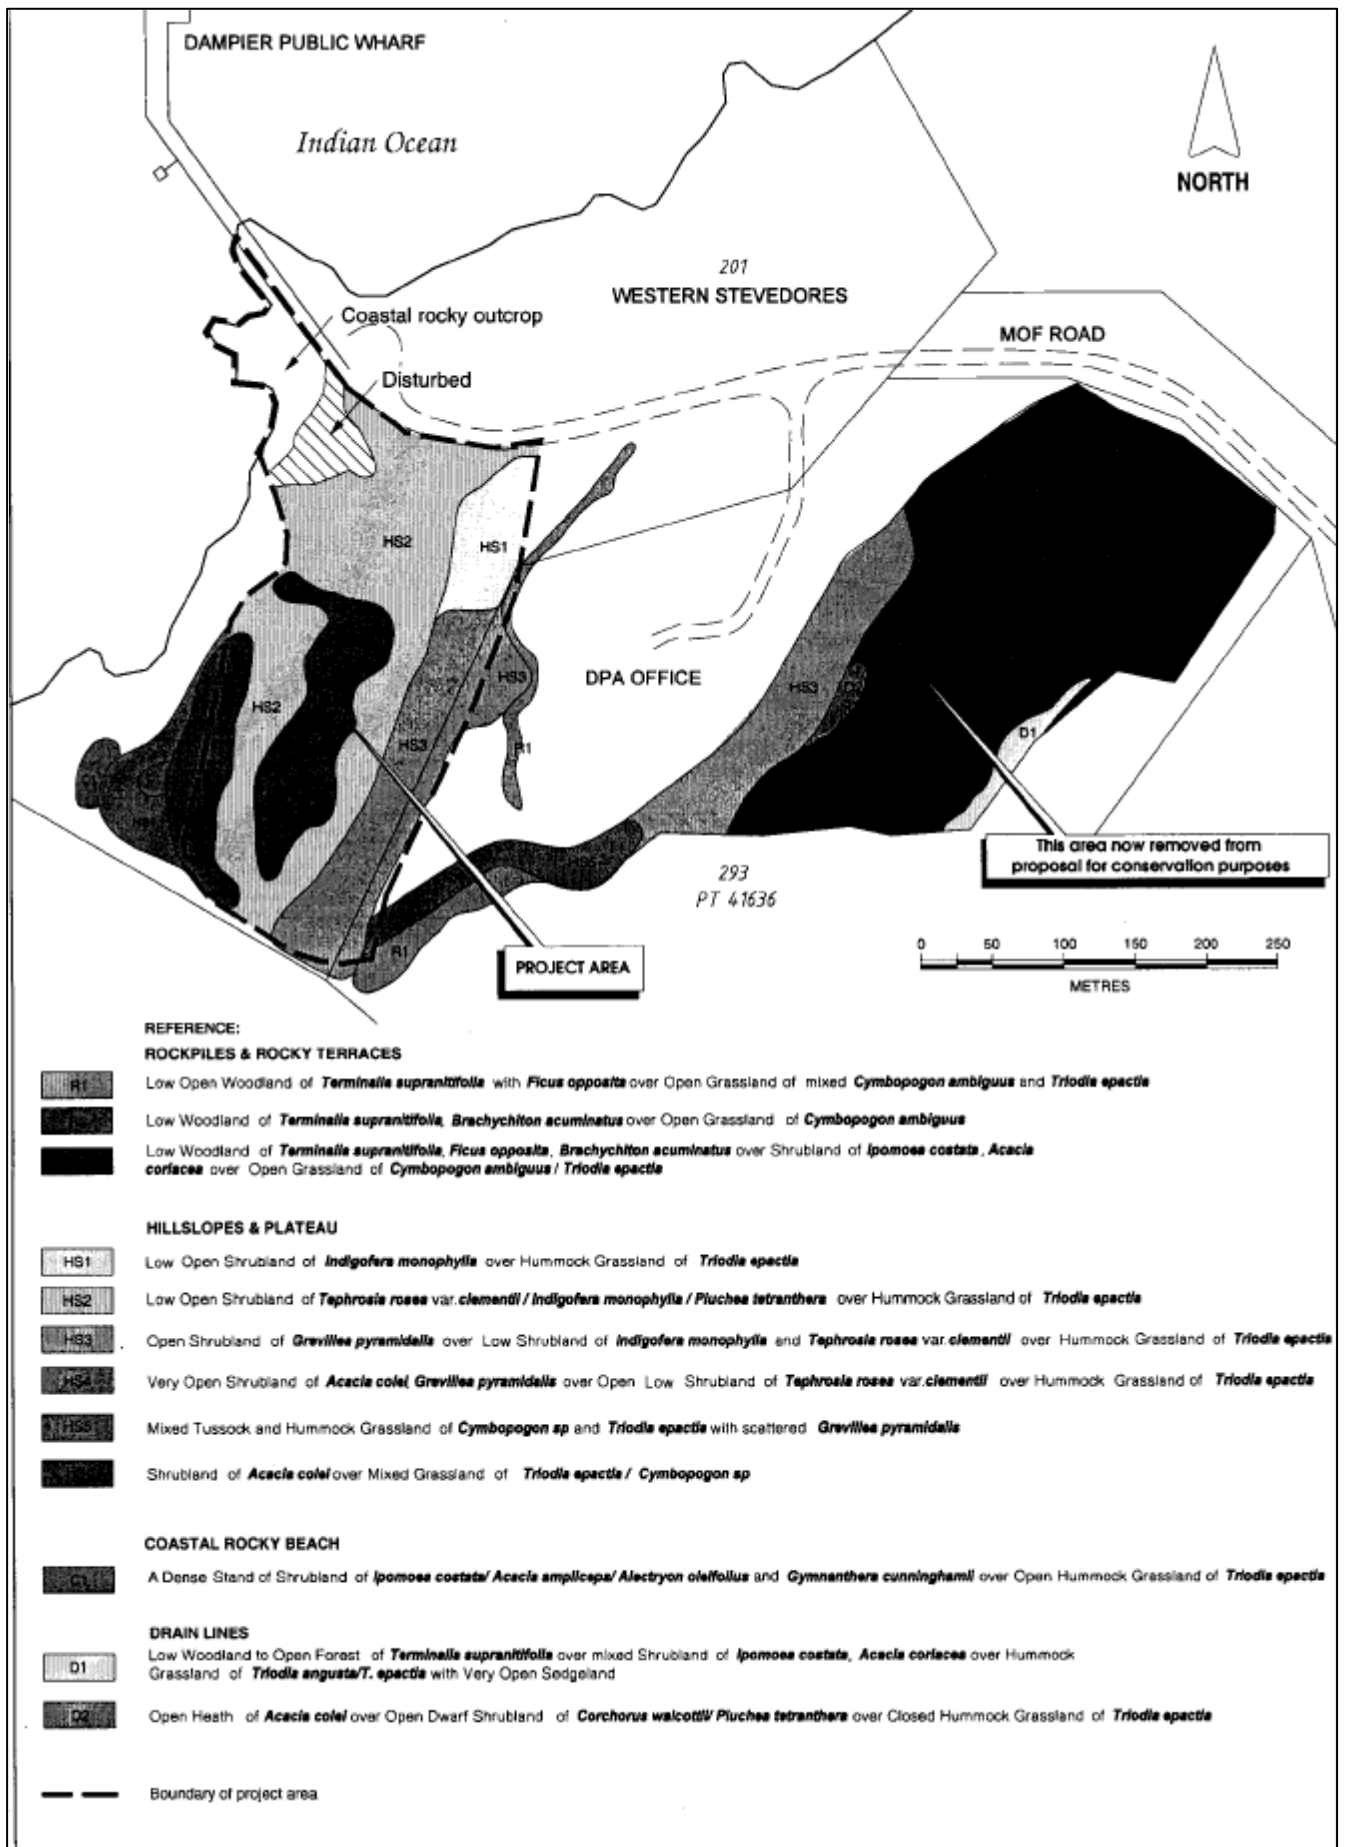 DAMPIER PUBLIC WHARF
Indian Ocean
NORTH
201
WESTERN STEVEDORES
Coastal rocky outcrop
MOF ROAD
Disturbed
HS2
HS1
HS3
DPA OFFICE
HS3
D2
HS2
HS3
R1
D1
This area now removed from
proposal for conservation purposes
HS5
293
PT 41636
R1
PROJECT AREA
0 50 100 150 200 250
METRES
REFERENCE:
ROCKPILES & ROCKY TERRACES
R1 Low Open Woodland of Terminalia supranitifolia with Ficus opposita over Open Grassland of mixed Cymbopogon ambiguus and Triodia epactia
Low Woodland of Terminalia supranitifolia, Brachychiton acuminatus over Open Grassland of Cymbopogon ambiguus
Low Woodland of Terminalia supranitifolia, Ficus opposita, Brachychiton acuminatus over Shrubland of Ipomoea costata, Acacia
coriacea over Open Grassland of Cymbopogon ambiguus / Triodia epactia
HILLSLOPES & PLATEAU
HS1 Low Open Shrubland of Indigofera monophylla over Hummock Grassland of Triodia epactia
HS2 Low Open Shrubland of Tephrosia rosea var. clementii / Indigofera monophylla / Pluchea tetranthera over Hummock Grassland of Triodia epactia
HS3 Open Shrubland of Grevillea pyramidalis over Low Shrubland of Indigofera monophylla and Tephrosia rosea var. clementii over Hummock Grassland of Triodia epactia
HS4 Very Open Shrubland of Acacia colei, Grevillea pyramidalis over Open Low Shrubland of Tephrosia rosea var. clementii over Hummock Grassland of Triodia epactia
HS5 Mixed Tussock and Hummock Grassland of Cymbopogon sp and Triodia epactia with scattered Grevillea pyramidalis
Shrubland of Acacia colei over Mixed Grassland of Triodia epactia / Cymbopogon sp
COASTAL ROCKY BEACH
C1 A Dense Stand of Shrubland of Ipomoea costata/ Acacia ampliceps/ Alectryon oleifolius and Gymnanthera cunninghamii over Open Hummock Grassland of Triodia epactia
DRAIN LINES
D1 Low Woodland to Open Forest of Terminalia supranitifolia over mixed Shrubland of Ipomoea costata, Acacia coriacea over Hummock
Grassland of Triodia angusta/T. epactia with Very Open Sedgeland
D2 Open Heath of Acacia colei over Open Dwarf Shrubland of Corchorus walcottii/ Pluchea tetranthera over Closed Hummock Grassland of Triodia epactia
Boundary of project area